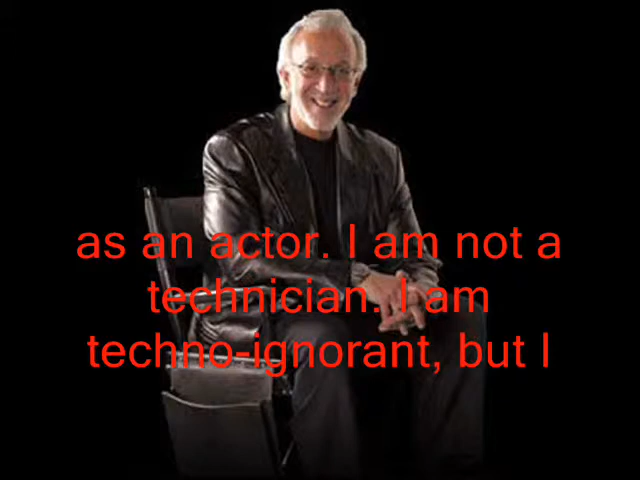 as an actor. I am not a
technician. I am
techno-ignorant, but I